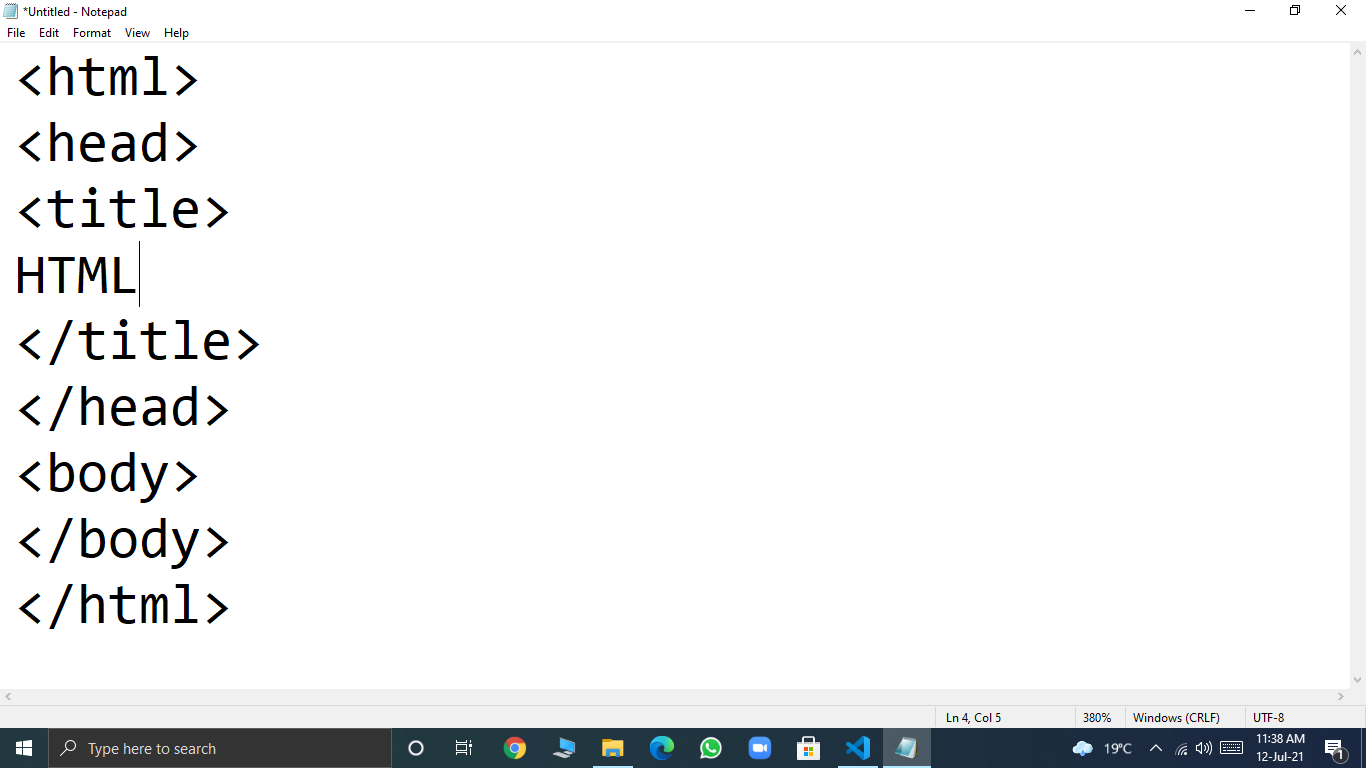 *Untitled - Notepad
File Edit Format View Help
<html>
<head>
<title>
HTML
</title>
</head>
<body>
</body>
</html>
Ln 4, Col 5 380% Windows (CRLF) UTF-8
Type here to search 19°C 11:38 AM
12-Jul-21 1